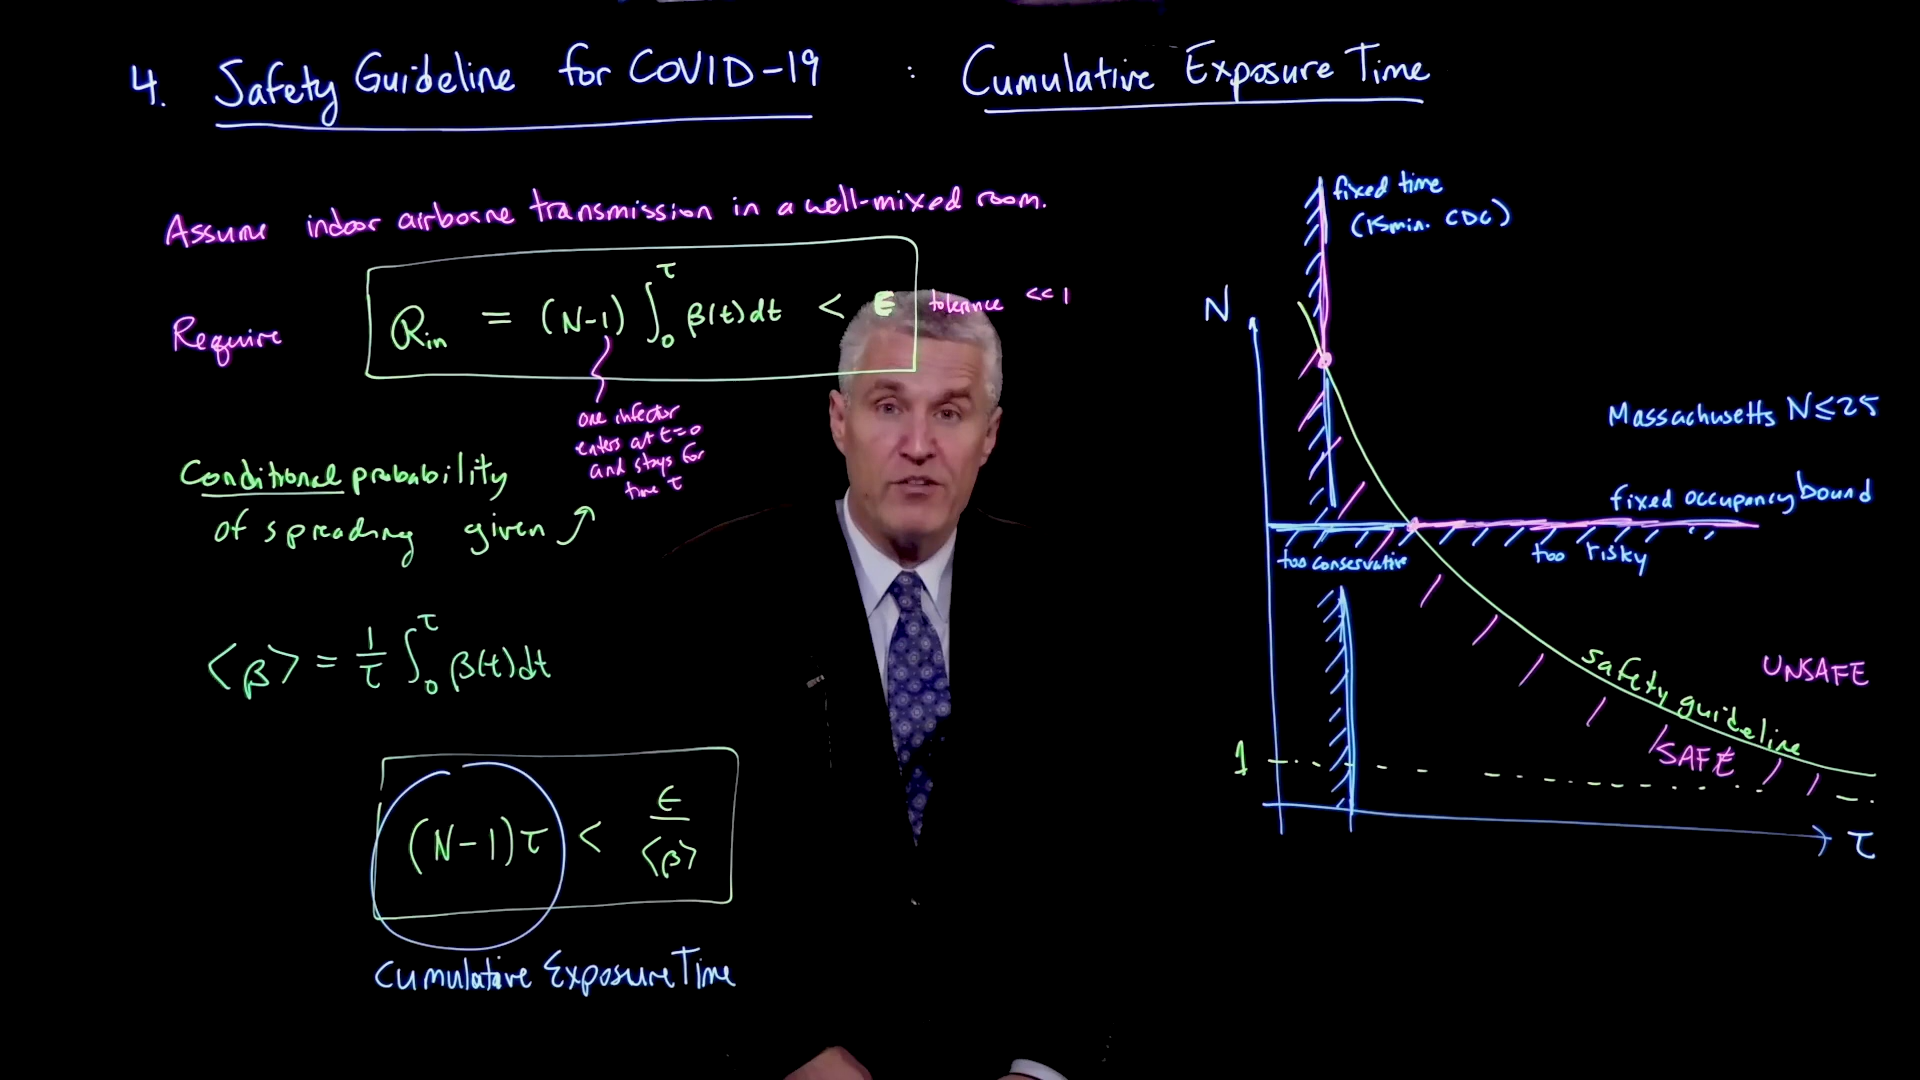 4. Safety Guideline for COVID-19 : Cumulative Exposure Time
Assume indoor airborne transmission in a well-mixed room.
Require
Rin = (N-1) ∫₀^τ β(t)dt < ϵ
tolerance << 1
one infector
enters at t=0
and stays for
time τ
Conditional probability
of spreading given ↗
<β> = 1/τ ∫₀^τ β(t)dt
(N-1)τ < ϵ/<β>
Cumulative Exposure Time
fixed time
(15min. CDC)
N
Massachusetts N≤25
fixed occupancy bound
too conservative
too risky
safety guideline
UNSAFE
SAFE
1
τ